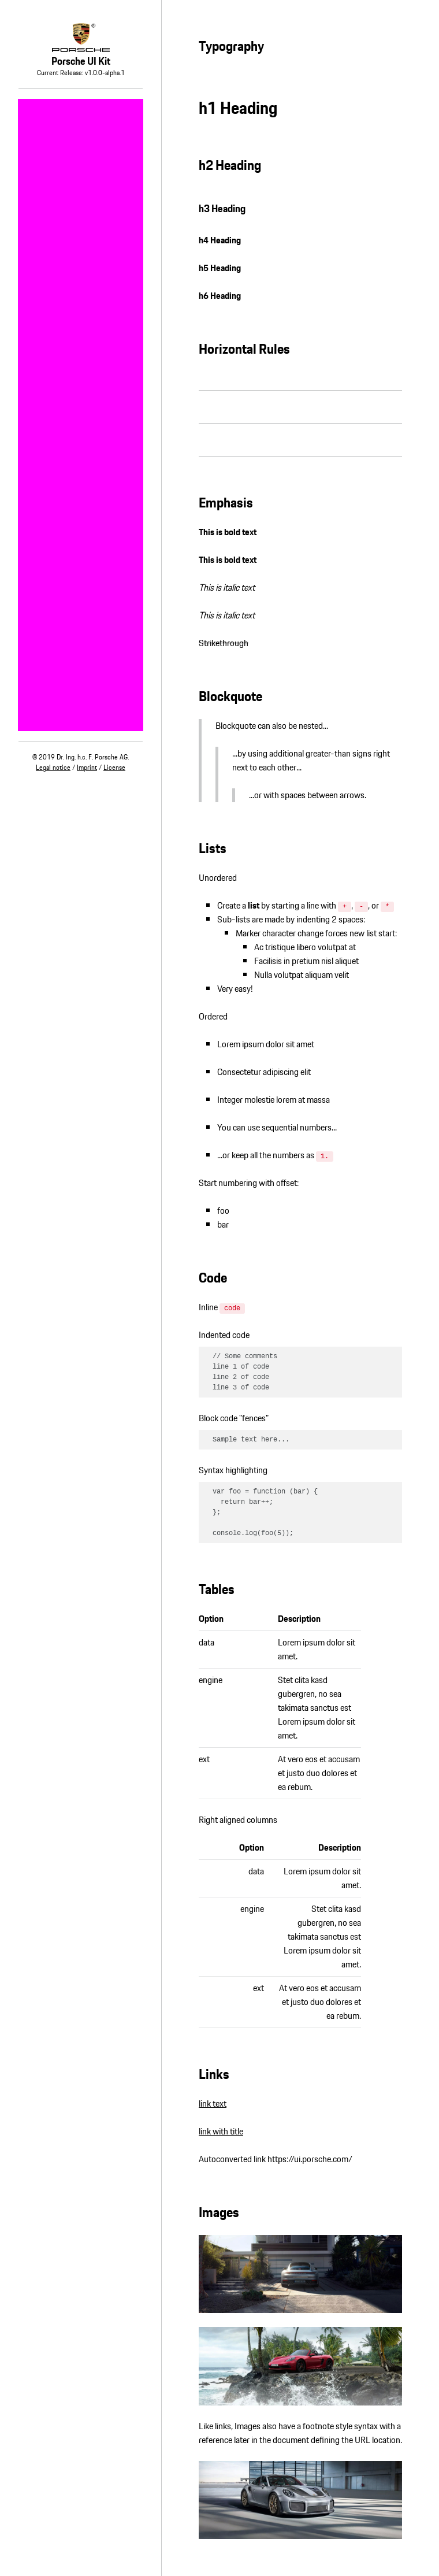 PORSCHE
Porsche UI Kit
Current Release: v1.0.0-alpha.1
© 2019 Dr. Ing. h.c. F. Porsche AG.
Legal notice / Imprint / License
Typography
h1 Heading
h2 Heading
h3 Heading
h4 Heading
h5 Heading
h6 Heading
Horizontal Rules
Emphasis
This is bold text
This is bold text
This is italic text
This is italic text
Strikethrough
Blockquote
Blockquote can also be nested...
...by using additional greater-than signs right
next to each other...
...or with spaces between arrows.
Lists
Unordered
Create a list by starting a line with + , - , or *
Sub-lists are made by indenting 2 spaces:
Marker character change forces new list start:
Ac tristique libero volutpat at
Facilisis in pretium nisl aliquet
Nulla volutpat aliquam velit
Very easy!
Ordered
Lorem ipsum dolor sit amet
Consectetur adipiscing elit
Integer molestie lorem at massa
You can use sequential numbers...
...or keep all the numbers as 1.
Start numbering with offset:
foo
bar
Code
Inline code
Indented code
// Some comments
line 1 of code
line 2 of code
line 3 of code
Block code "fences"
Sample text here...
Syntax highlighting
var foo = function (bar) {
return bar++;
};
console.log(foo(5));
Tables
Option Description
data Lorem ipsum dolor sit
amet.
engine Stet clita kasd
gubergren, no sea
takimata sanctus est
Lorem ipsum dolor sit
amet.
ext At vero eos et accusam
et justo duo dolores et
ea rebum.
Right aligned columns
Option Description
data Lorem ipsum dolor sit
amet.
engine Stet clita kasd
gubergren, no sea
takimata sanctus est
Lorem ipsum dolor sit
amet.
ext At vero eos et accusam
et justo duo dolores et
ea rebum.
Links
link text
link with title
Autoconverted link https://ui.porsche.com/
Images
Like links, Images also have a footnote style syntax with a
reference later in the document defining the URL location.